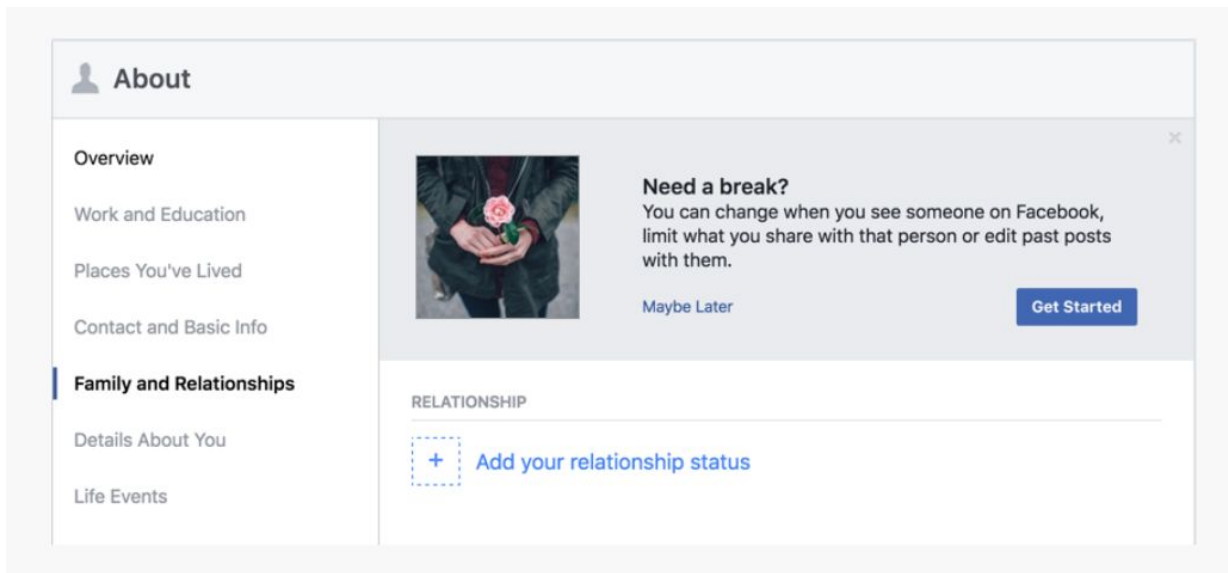 About
Overview
Work and Education
Places You've Lived
Contact and Basic Info
Family and Relationships
Details About You
Life Events
Need a break?
You can change when you see someone on Facebook,
limit what you share with that person or edit past posts
with them.
Maybe Later
Get Started
RELATIONSHIP
+ Add your relationship status